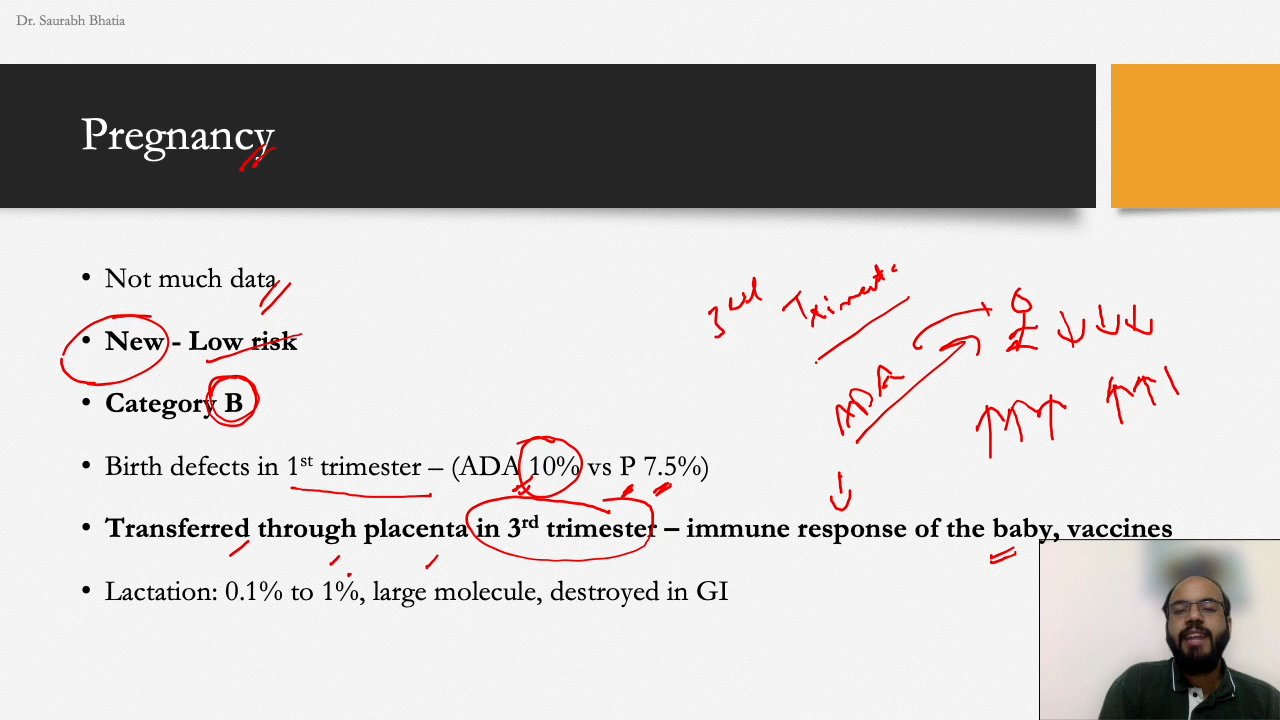 Dr. Saurabh Bhatia
Pregnancy
• Not much data
• New - Low risk
• Category B
• Birth defects in 1st trimester – (ADA 10% vs P 7.5%)
• Transferred through placenta in 3rd trimester – immune response of the baby, vaccines
• Lactation: 0.1% to 1%, large molecule, destroyed in GI
3rd
ADA